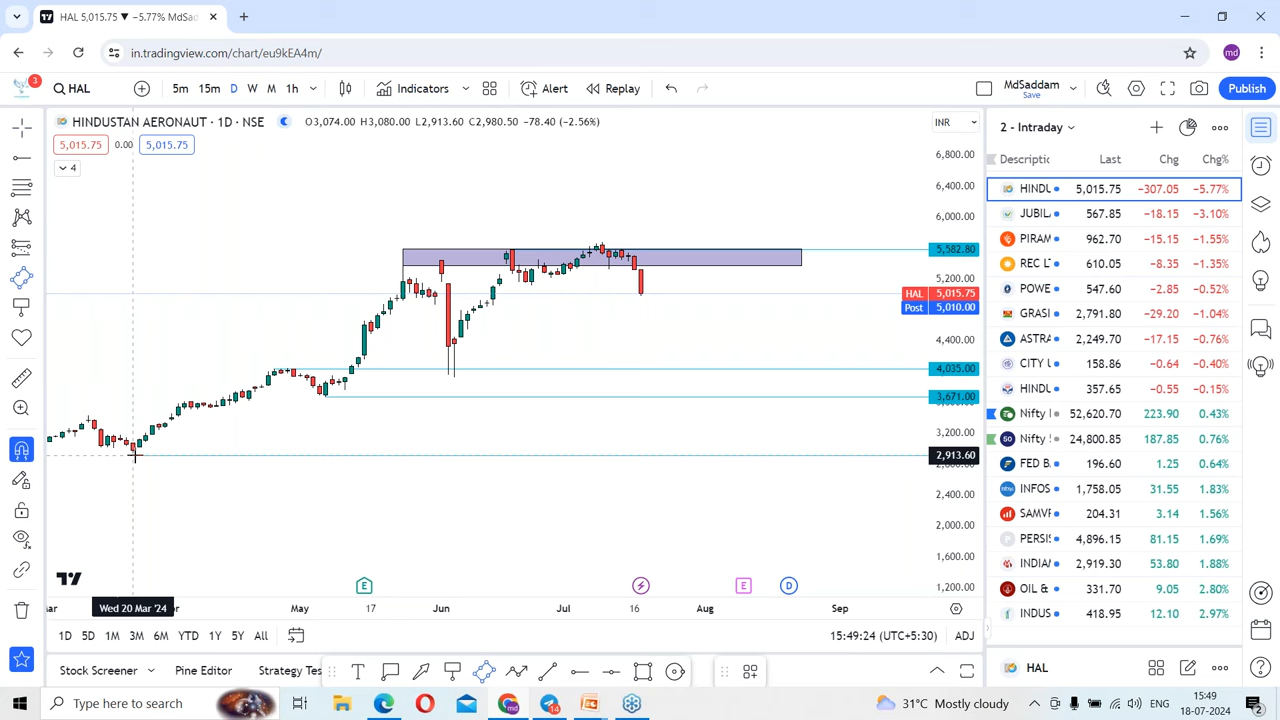 HAL 5,015.75 ▼ −5.77% MdSac
in.tradingview.com/chart/eu9kEA4m/
md
3
HAL
5m 15m D W M 1h
Indicators
Alert
Replay
MdSaddam
Save
Publish
HINDUSTAN AERONAUT · 1D · NSE
O3,074.00 H3,080.00 L2,913.60 C2,980.50 −78.40 (−2.56%)
INR
5,015.75 0.00 5,015.75
4
6,800.00
6,400.00
6,000.00
5,582.80
5,200.00
HAL 5,015.75
Post 5,010.00
4,400.00
4,035.00
3,671.00
3,200.00
2,913.60
2,400.00
2,000.00
1,600.00
1,200.00
E E D
Wed 20 Mar '24
May 17 Jun Jul 16 Aug Sep
1D 5D 1M 3M 6M YTD 1Y 5Y All
15:49:24 (UTC+5:30) ADJ
Stock Screener Pine Editor Strategy Tes
2 - Intraday
Descriptic Last Chg Chg%
HINDU 5,015.75 −307.05 −5.77%
JUBIL 567.85 −18.15 −3.10%
PIRAM 962.70 −15.15 −1.55%
REC LT 610.05 −8.35 −1.35%
POWE 547.60 −2.85 −0.52%
GRASI 2,791.80 −29.20 −1.04%
ASTRA 2,249.70 −17.15 −0.76%
CITY U 158.86 −0.64 −0.40%
HINDU 357.65 −0.55 −0.15%
Nifty 52,620.70 223.90 0.43%
50 Nifty 24,800.85 187.85 0.76%
FED B 196.60 1.25 0.64%
INFOS 1,758.05 31.55 1.83%
SAMV 204.31 3.14 1.56%
PERSIS 4,896.15 81.15 1.69%
INDIA 2,919.30 53.80 1.88%
OIL & 331.70 9.05 2.80%
INDUS 418.95 12.10 2.97%
HAL
Type here to search
14
31°C Mostly cloudy
ENG
15:49
18-07-2024
2